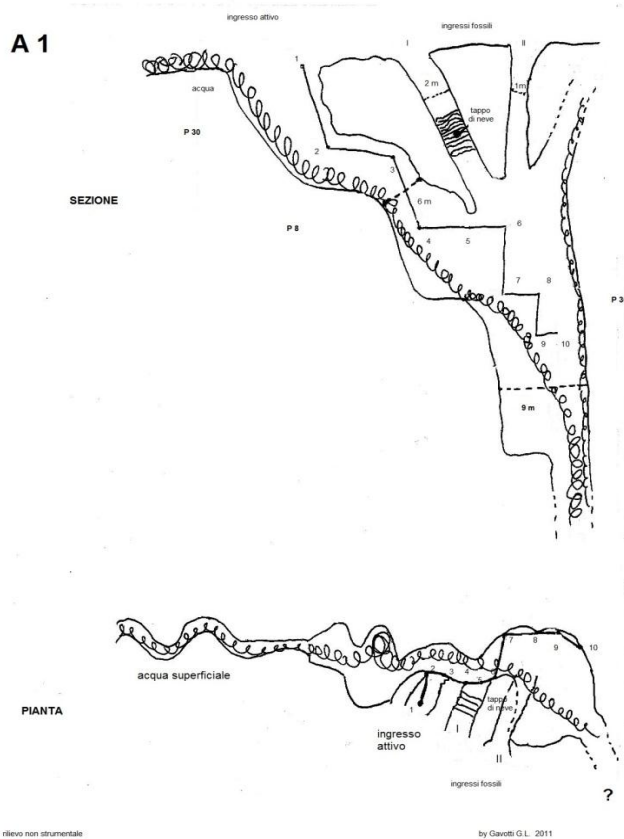 ingresso attivo
ingressi fossili
A 1
I
II
1
2 m
1m
acqua
tappo
di neve
P 30
2
3
SEZIONE
6 m
P 8
6
4
5
7
8
P 3
9
10
9 m
7
8
9
10
2
3
4
5
6
acqua superficiale
tappo
di neve
PIANTA
1
I
ingresso
attivo
II
ingressi fossili
?
rilievo non strumentale
by Gavotti G.L. 2011